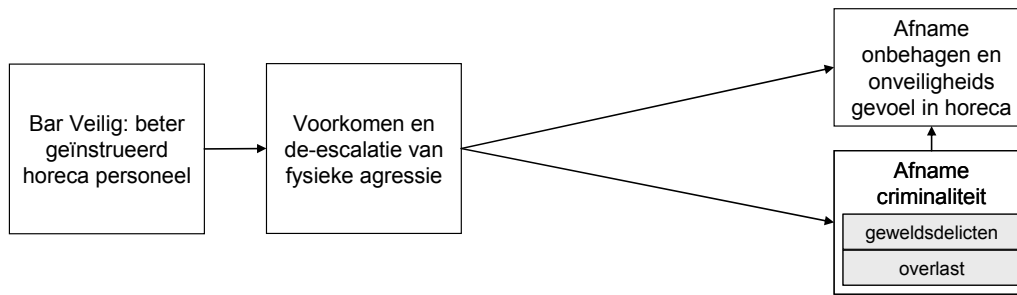 Bar Veilig: beter
geïnstrueerd
horeca personeel
Voorkomen en
de-escalatie van
fysieke agressie
Afname
onbehagen en
onveiligheids
gevoel in horeca
Afname
criminaliteit
geweldsdelicten
overlast